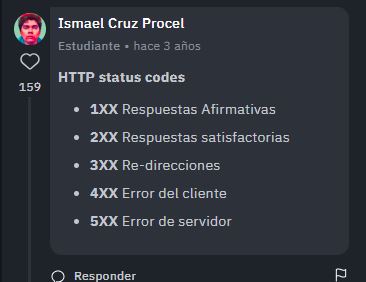 Ismael Cruz Procel
Estudiante • hace 3 años
159
HTTP status codes
• 1XX Respuestas Afirmativas
• 2XX Respuestas satisfactorias
• 3XX Re-direcciones
• 4XX Error del cliente
• 5XX Error de servidor
Responder